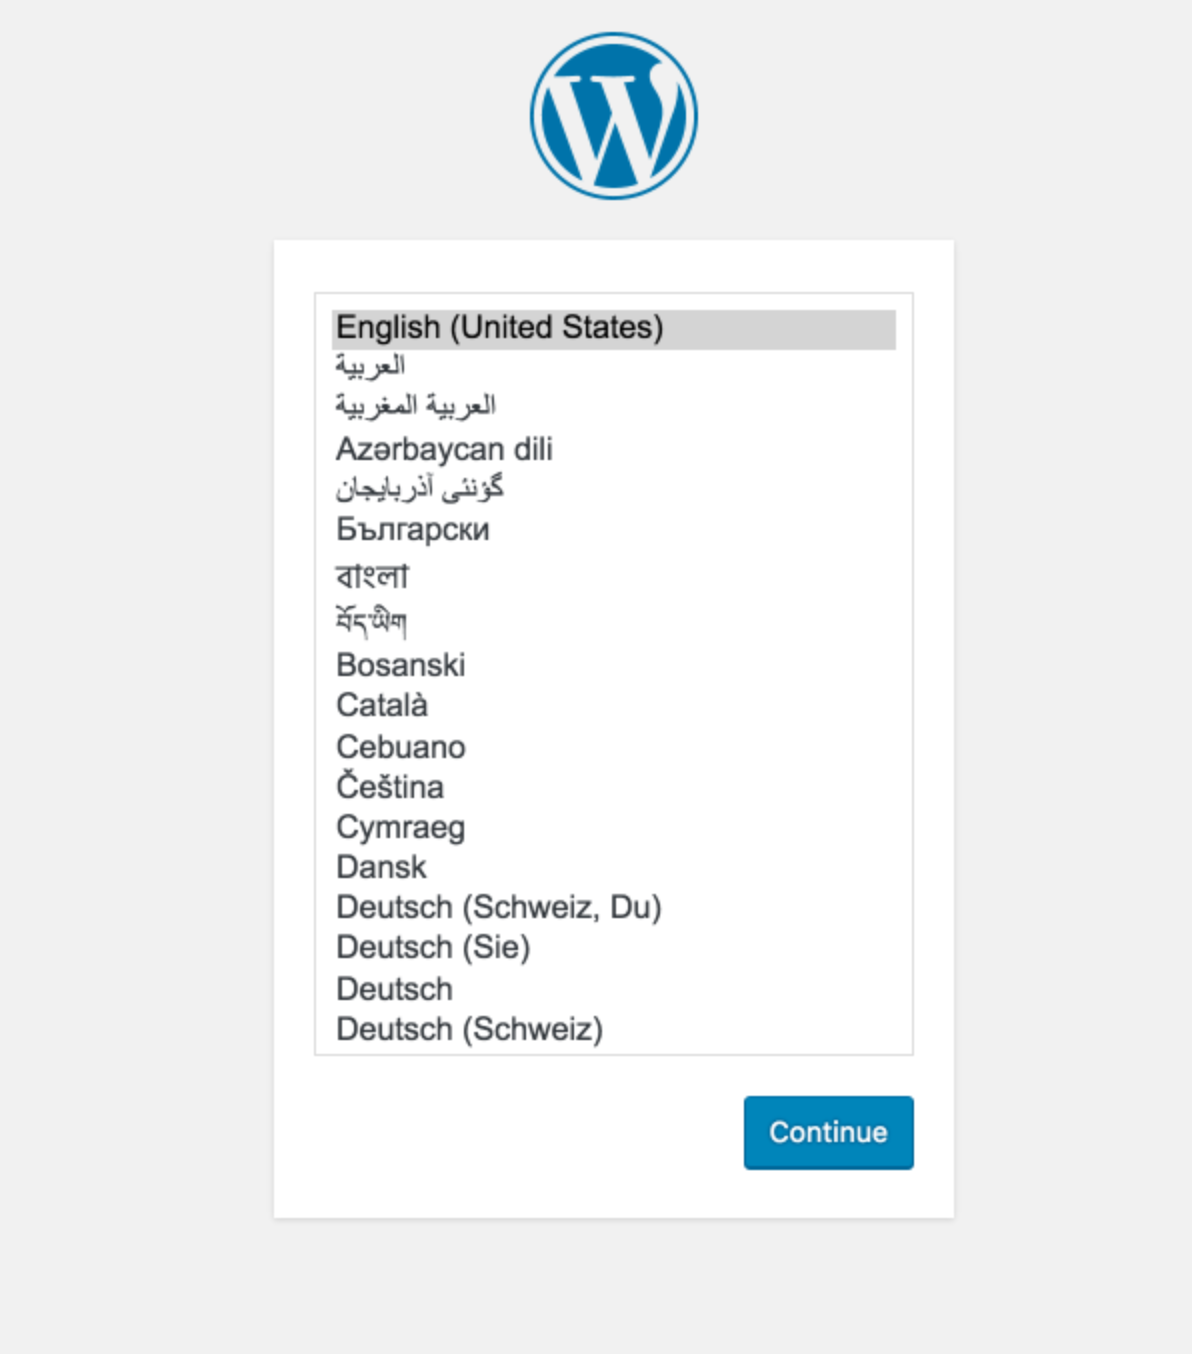 English (United States)
العربية
العربية المغربية
Azərbaycan dili
گؤنئی آذربایجان
Български
বাংলা
བོད་ཡིག
Bosanski
Català
Cebuano
Čeština
Cymraeg
Dansk
Deutsch (Schweiz, Du)
Deutsch (Sie)
Deutsch
Deutsch (Schweiz)
Continue